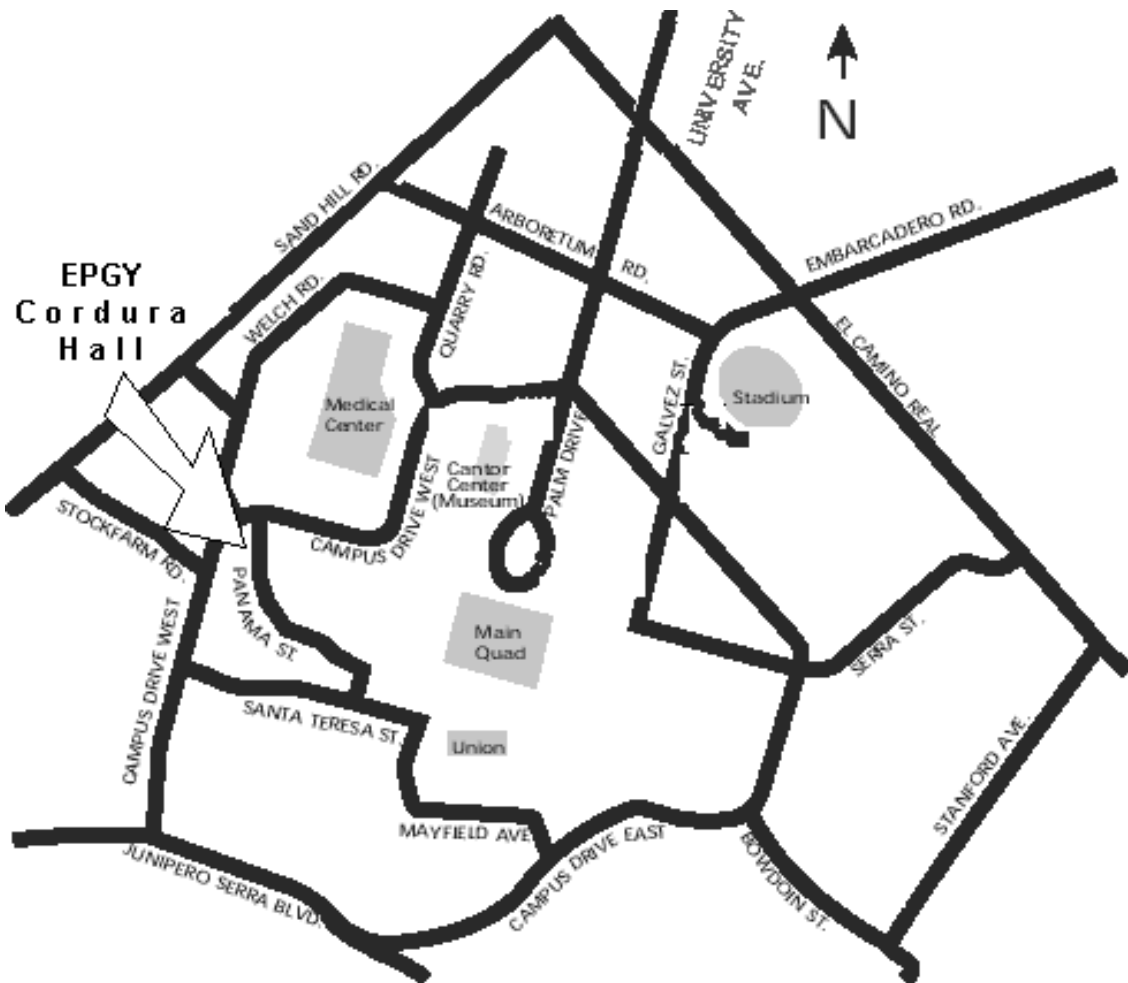 UNIVERSITY
AVE.
N
SAND HILL RD.
ARBORETUM RD.
EMBARCADERO RD.
EPGY
Cordura
Hall
WELCH RD.
QUARRY RD.
EL CAMINO REAL
Medical
Center
GALVEZ ST.
Stadium
PALM DRIVE
Cantor
Center
(Museum)
STOCKFARM RD.
CAMPUS DRIVE WEST
PANAMA ST.
Main
Quad
SERRA ST.
CAMPUS DRIVE WEST
SANTA TERESA ST
Union
STANFORD AVE.
MAYFIELD AVE.
CAMPUS DRIVE EAST
BOWDOIN ST.
JUNIPERO SERRA BLVD.